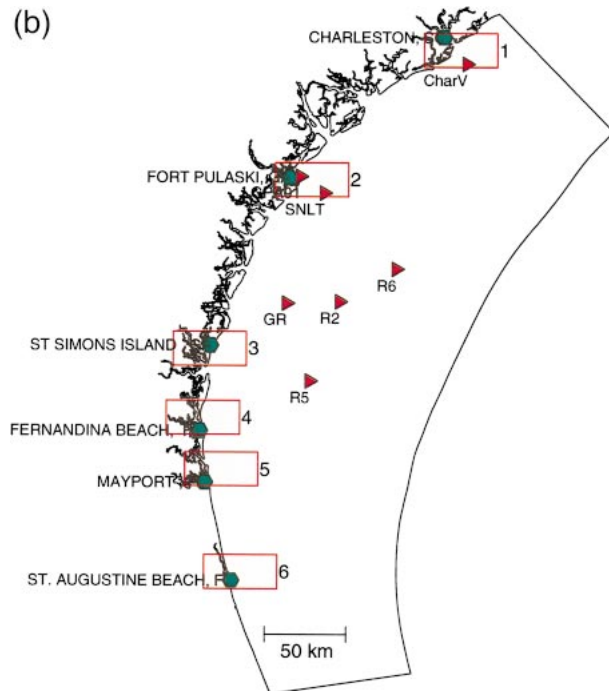 (b)
CHARLESTON,
1
CharV
FORT PULASKI,
2
SNLT
R6
GR
R2
ST SIMONS ISLAND
3
R5
4
FERNANDINA BEACH, F
5
MAYPORT
6
ST. AUGUSTINE BEACH, F
50 km